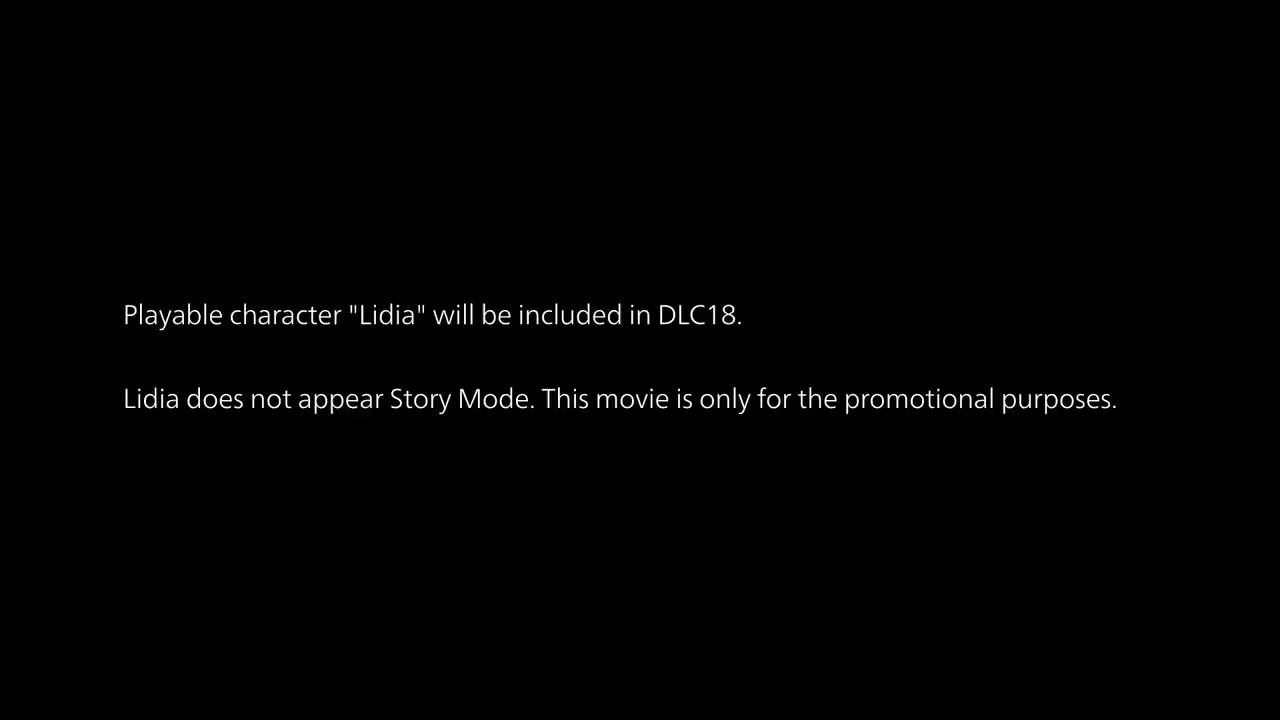 Playable character "Lidia" will be included in DLC18.
Lidia does not appear Story Mode. This movie is only for the promotional purposes.